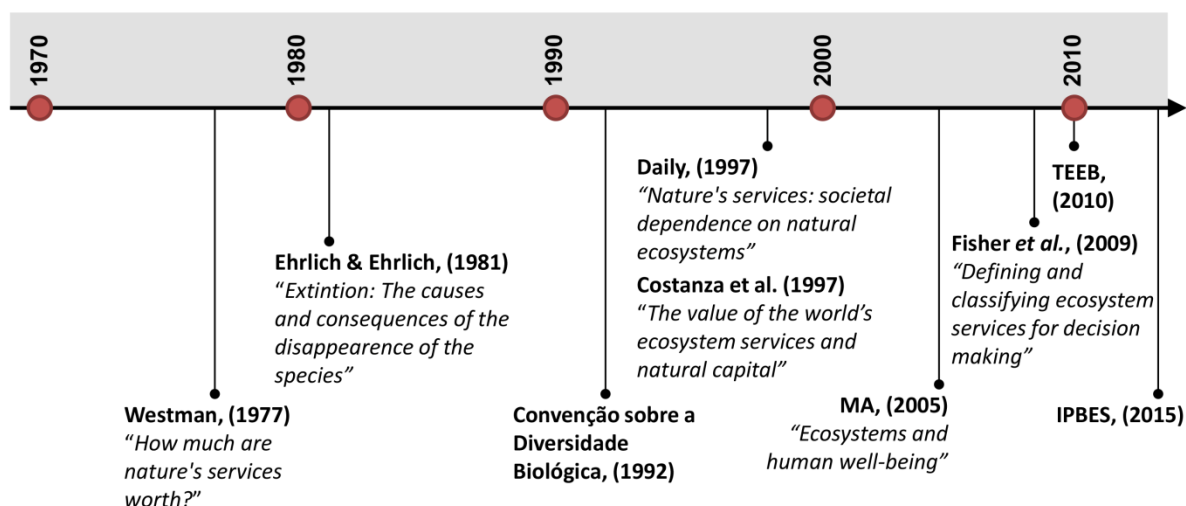 1970
1980
1990
2000
2010
Westman, (1977)
“How much are
nature's services
worth?”
Ehrlich & Ehrlich, (1981)
“Extintion: The causes
and consequences of the
disappearence of the
species”
Convenção sobre a
Diversidade
Biológica, (1992)
Daily, (1997)
“Nature's services: societal
dependence on natural
ecosystems”
Costanza et al. (1997)
“The value of the world’s
ecosystem services and
natural capital”
MA, (2005)
“Ecosystems and
human well-being”
Fisher et al., (2009)
“Defining and
classifying ecosystem
services for decision
making”
TEEB,
(2010)
IPBES, (2015)